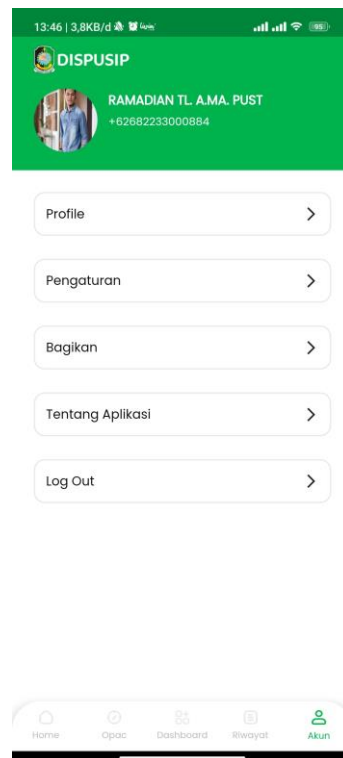 13:46 | 3,8KB/d
95
DISPUSIP
RAMADIAN TL. A.MA. PUST
+62682233000884
Profile
Pengaturan
Bagikan
Tentang Aplikasi
Log Out
Home Opac Dashboard Riwayat Akun